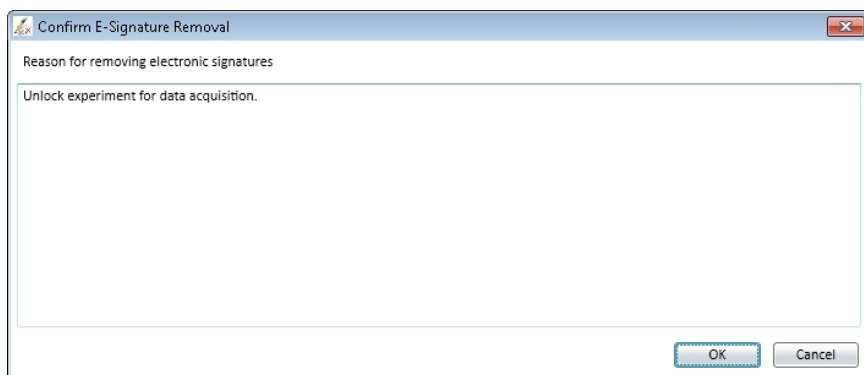 Confirm E-Signature Removal
Reason for removing electronic signatures
Unlock experiment for data acquisition.
OK
Cancel